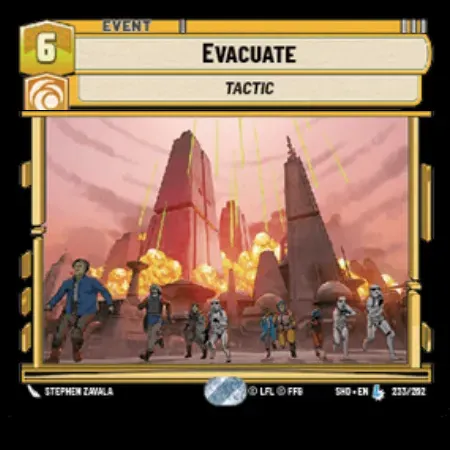 EVENT
6
EVACUATE
TACTIC
STEPHEN ZAVALA
© LFL © FFG
SHD • EN
233/262